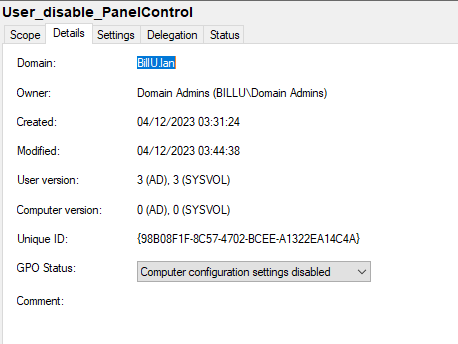 User_disable_PanelControl
Scope Details Settings Delegation Status
Domain: BillU.lan
Owner: Domain Admins (BILLU\Domain Admins)
Created: 04/12/2023 03:31:24
Modified: 04/12/2023 03:44:38
User version: 3 (AD), 3 (SYSVOL)
Computer version: 0 (AD), 0 (SYSVOL)
Unique ID: {98B08F1F-8C57-4702-BCEE-A1322EA14C4A}
GPO Status: Computer configuration settings disabled
Comment: